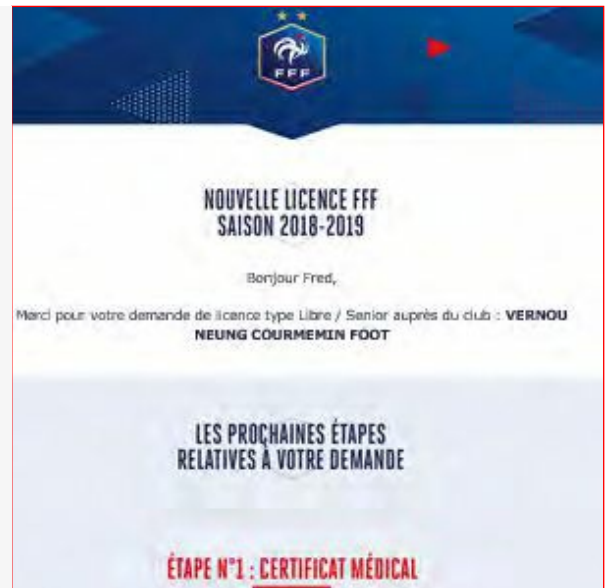 FFF
NOUVELLE LICENCE FFF
SAISON 2018-2019
Bonjour Fred,
Merci pour votre demande de licence type Libre / Senior auprès du club : VERNOU
NEUNG COURMEMIN FOOT
LES PROCHAINES ÉTAPES
RELATIVES À VOTRE DEMANDE
ÉTAPE N°1 : CERTIFICAT MÉDICAL